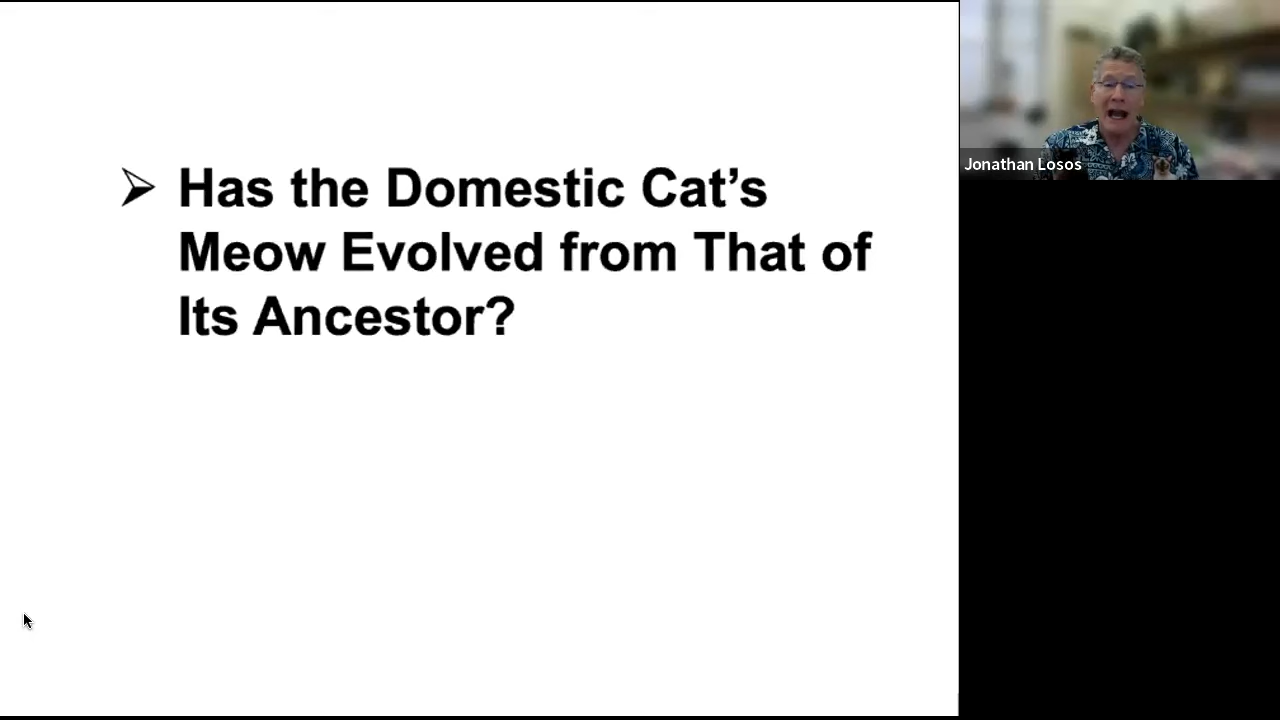 ➢ Has the Domestic Cat’s
Meow Evolved from That of
Its Ancestor?
Jonathan Losos